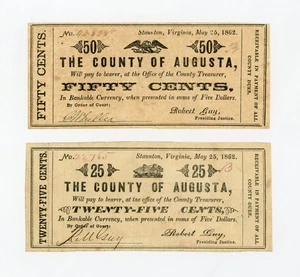 No.
Staunton, Virginia, May 25, 1862.
FIFTY CENTS.
50
50
THE COUNTY OF AUGUSTA,
Will pay to bearer, at the Office of the County Treasurer,
FIFTY CENTS,
In Bankable Currency, when presented in sums of Five Dollars.
By Order of Court:
Robert Guy,
Presiding Justice.
RECEIVABLE IN PAYMENT OF ALL
COUNTY DUES.
No.
Staunton, Virginia, May 25, 1862.
TWENTY-FIVE CENTS.
25
25
THE COUNTY OF AUGUSTA,
Will pay to bearer, at the office of the County Treasurer,
TWENTY-FIVE CENTS,
In Bankable Currency, when presented in sums of Five Dollars.
By Order of Court:
Robert Guy,
Presiding Justice.
RECEIVABLE IN PAYMENT OF ALL
COUNTY DUES.